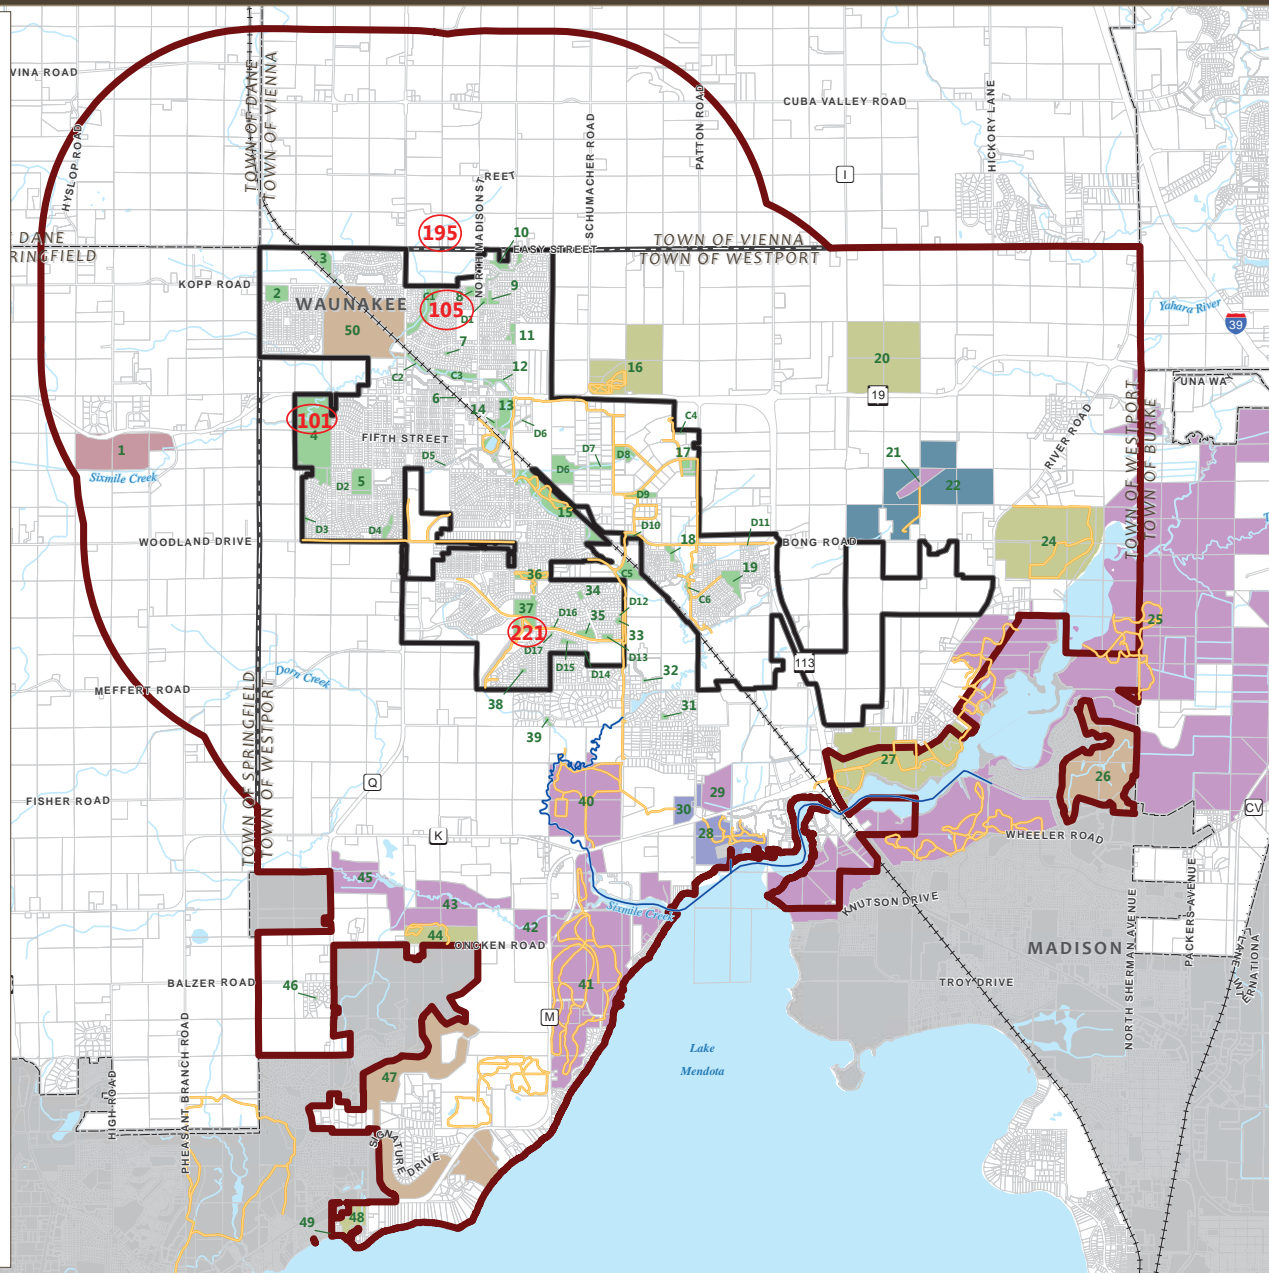 VINA ROAD
HYSLOP ROAD
TOWN OF DANE
TOWN OF VIENNA
CUBA VALLEY ROAD
PATTON ROAD
HICKORY LANE
SCHUMACHER ROAD
I
REET
NORTH MADISON
195
10
EASY STREET
TOWN OF VIENNA
TOWN OF WESTPORT
DANE
RINGFIELD
KOPP ROAD
3
2
WAUNAKEE
50
C1
8
9
105
D1
7
11
12
C2
C3
6
14
13
D6
16
20
19
Yahara River
39
UNA WA
101
4
FIFTH STREET
D5
D2
5
D3
D4
D6
D7
D8
C4
17
D9
15
D10
D11
21
22
RIVER ROAD
TOWN OF WESTPORT
TOWN OF BURKE
1
Sixmile Creek
WOODLAND DRIVE
BONG ROAD
18
19
24
C5
C6
36
34
37
D16
35
D12
221
33
D17
D15
D13
D14
32
31
38
39
113
25
Dorn Creek
MEFFERT ROAD
TOWN OF SPRINGFIELD
TOWN OF WESTPORT
FISHER ROAD
Q
K
40
30
29
28
27
26
CV
WHEELER ROAD
45
43
44
42
ONCKEN ROAD
Sixmile Creek
KNUTSON DRIVE
MADISON
NORTH SHERMAN AVENUE
PACKERS AVENUE
BALZER ROAD
46
41
M
TROY DRIVE
Lake
Mendota
HIGH ROAD
PHEASANT BRANCH ROAD
47
SIGNATURE DRIVE
49
48